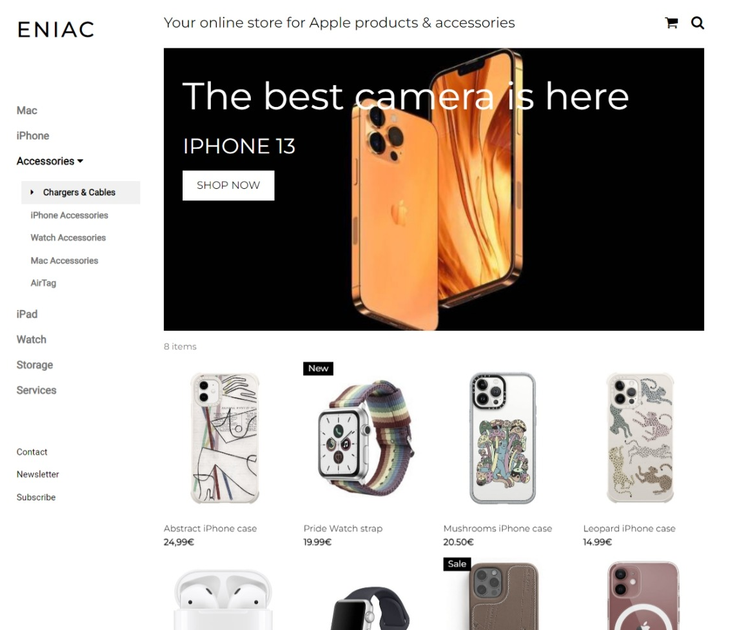 ENIAC
Your online store for Apple products & accessories
Mac
iPhone
Accessories
Chargers & Cables
iPhone Accessories
Watch Accessories
Mac Accessories
AirTag
iPad
Watch
Storage
Services
Contact
Newsletter
Subscribe
The best camera is here
IPHONE 13
SHOP NOW
8 items
New
Abstract iPhone case
24,99€
Pride Watch strap
19.99€
Mushrooms iPhone case
20.50€
Leopard iPhone case
14.99€
Sale